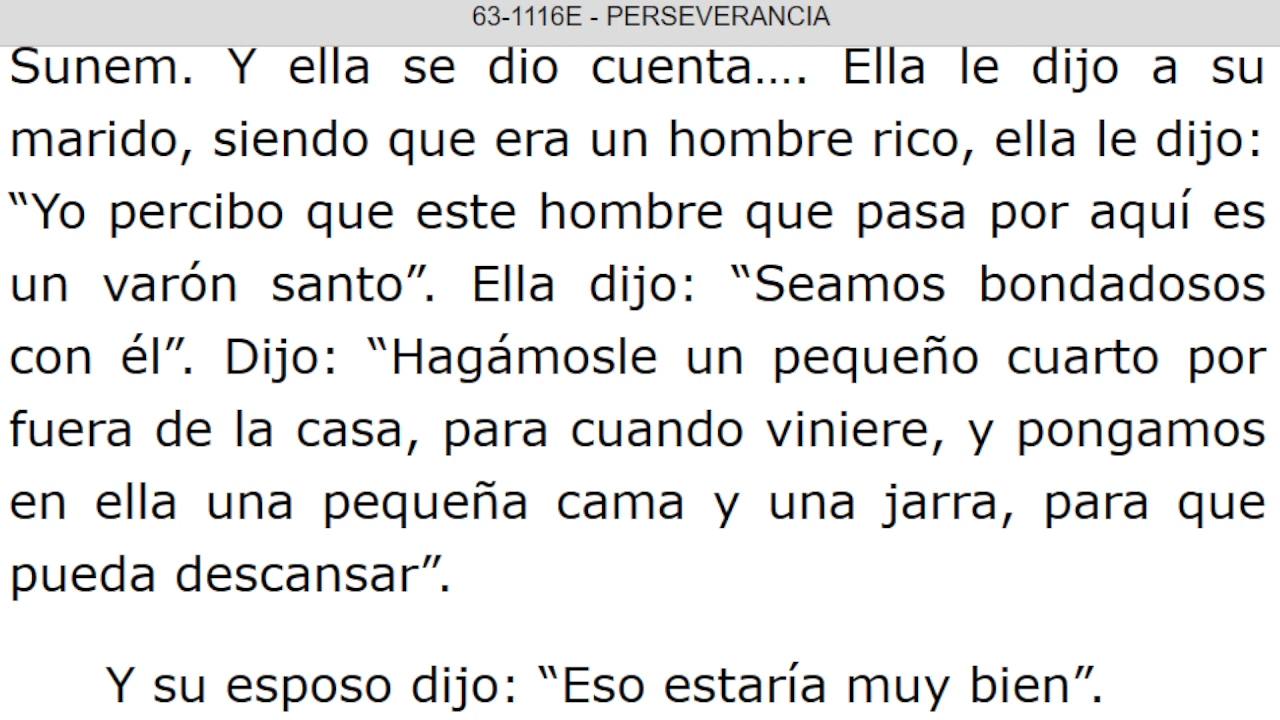 63-1116E - PERSEVERANCIA
Sunem. Y ella se dio cuenta.... Ella le dijo a su
marido, siendo que era un hombre rico, ella le dijo:
“Yo percibo que este hombre que pasa por aquí es
un varón santo”. Ella dijo: “Seamos bondadosos
con él”. Dijo: “Hagámosle un pequeño cuarto por
fuera de la casa, para cuando viniere, y pongamos
en ella una pequeña cama y una jarra, para que
pueda descansar”.
Y su esposo dijo: “Eso estaría muy bien”.